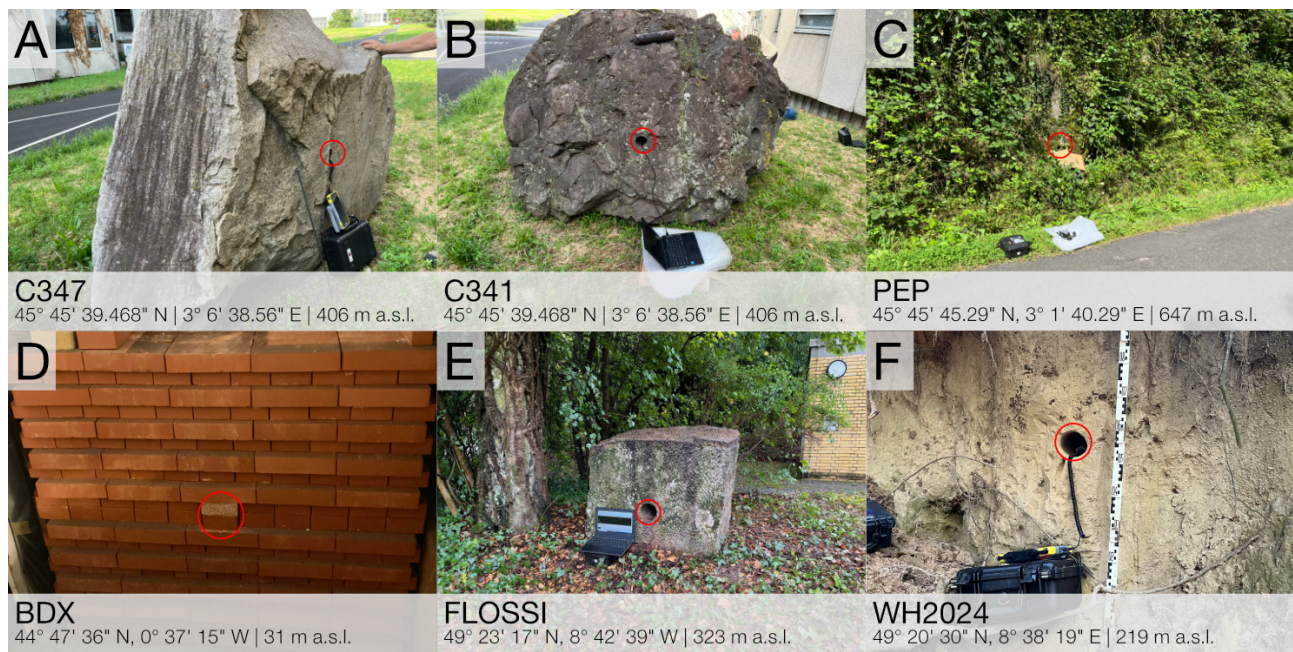 A
B
C
C347
45° 45' 39.468" N | 3° 6' 38.56" E | 406 m a.s.l.
C341
45° 45' 39.468" N | 3° 6' 38.56" E | 406 m a.s.l.
PEP
45° 45' 45.29" N, 3° 1' 40.29" E | 647 m a.s.l.
D
E
F
BDX
44° 47' 36" N, 0° 37' 15" W | 31 m a.s.l.
FLOSSI
49° 23' 17" N, 8° 42' 39" W | 323 m a.s.l.
WH2024
49° 20' 30" N, 8° 38' 19" E | 219 m a.s.l.